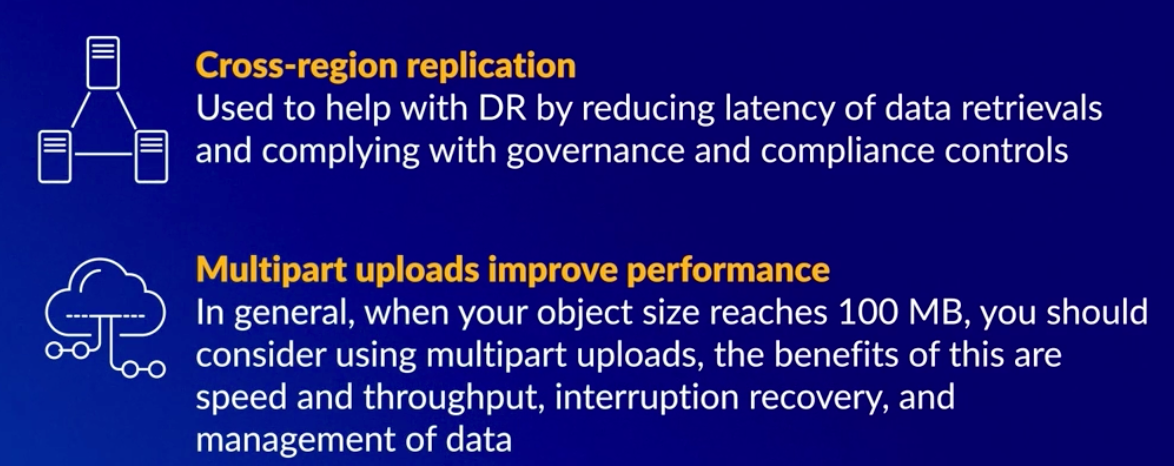 Cross-region replication
Used to help with DR by reducing latency of data retrievals
and complying with governance and compliance controls
Multipart uploads improve performance
In general, when your object size reaches 100 MB, you should
consider using multipart uploads, the benefits of this are
speed and throughput, interruption recovery, and
management of data